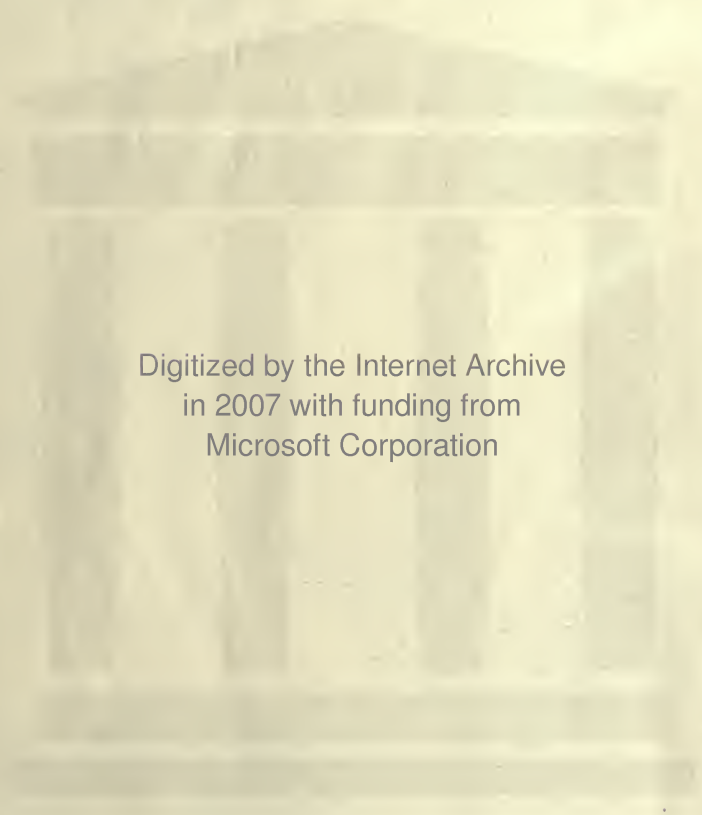 Digitized by the Internet Archive
in 2007 with funding from
Microsoft Corporation